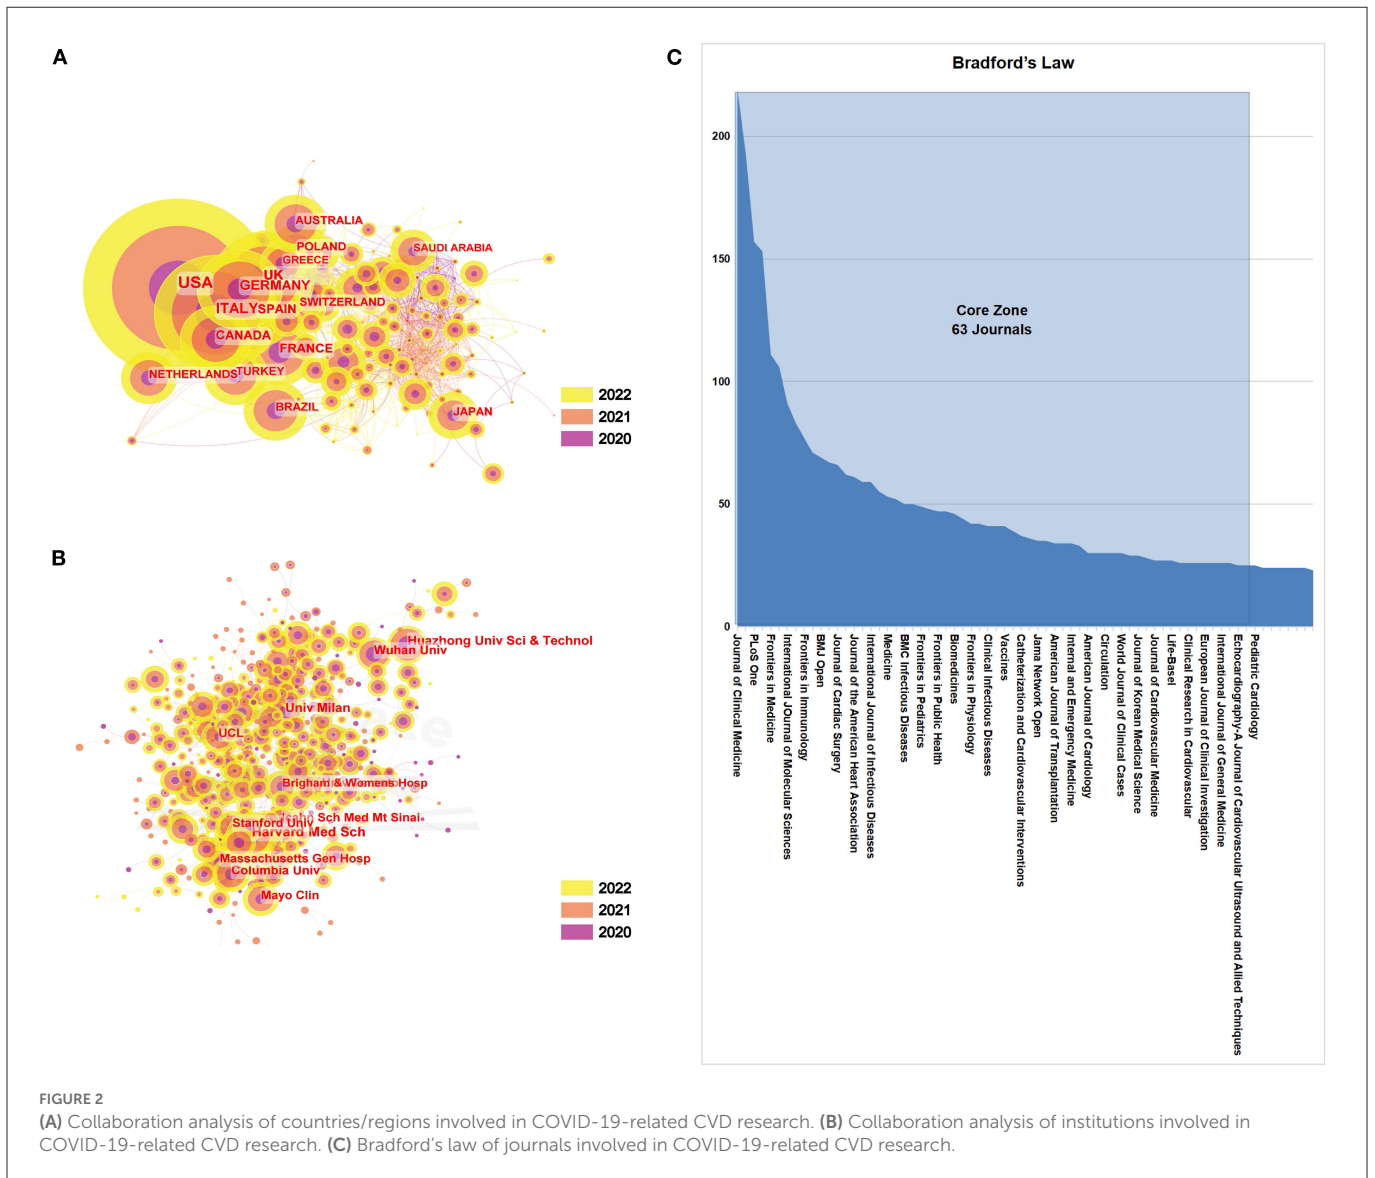 A
AUSTRALIA
POLAND
GREECE
SAUDI ARABIA
USA
UK
GERMANY
SWITZERLAND
ITALY
SPAIN
CANADA
FRANCE
NETHERLANDS
TURKEY
BRAZIL
JAPAN
2022
2021
2020
B
Huazhong Univ Sci & Technol
Wuhan Univ
Univ Milan
UCL
Brigham & Womens Hosp
Icahn Sch Med Mt Sinai
Stanford Univ
Harvard Med Sch
Massachusetts Gen Hosp
Columbia Univ
Mayo Clin
2022
2021
2020
C
Bradford's Law
200
150
100
50
0
Core Zone
63 Journals
Journal of Clinical Medicine
PLoS One
Frontiers in Medicine
International Journal of Molecular Sciences
Frontiers in Immunology
BMJ Open
Journal of Cardiac Surgery
Journal of the American Heart Association
International Journal of Infectious Diseases
Medicine
BMC Infectious Diseases
Frontiers in Pediatrics
Frontiers in Public Health
Biomedicines
Frontiers in Physiology
Clinical Infectious Diseases
Vaccines
Catheterization and Cardiovascular Interventions
Jama Network Open
American Journal of Transplantation
Internal and Emergency Medicine
American Journal of Cardiology
Circulation
World Journal of Clinical Cases
Journal of Korean Medical Science
Journal of Cardiovascular Medicine
Life-Basel
Clinical Research in Cardiovascular
European Journal of Clinical Investigation
International Journal of General Medicine
Echocardiography-A Journal of Cardiovascular Ultrasound and Allied Techniques
Pediatric Cardiology
FIGURE 2
(A) Collaboration analysis of countries/regions involved in COVID-19-related CVD research. (B) Collaboration analysis of institutions involved in
COVID-19-related CVD research. (C) Bradford's law of journals involved in COVID-19-related CVD research.